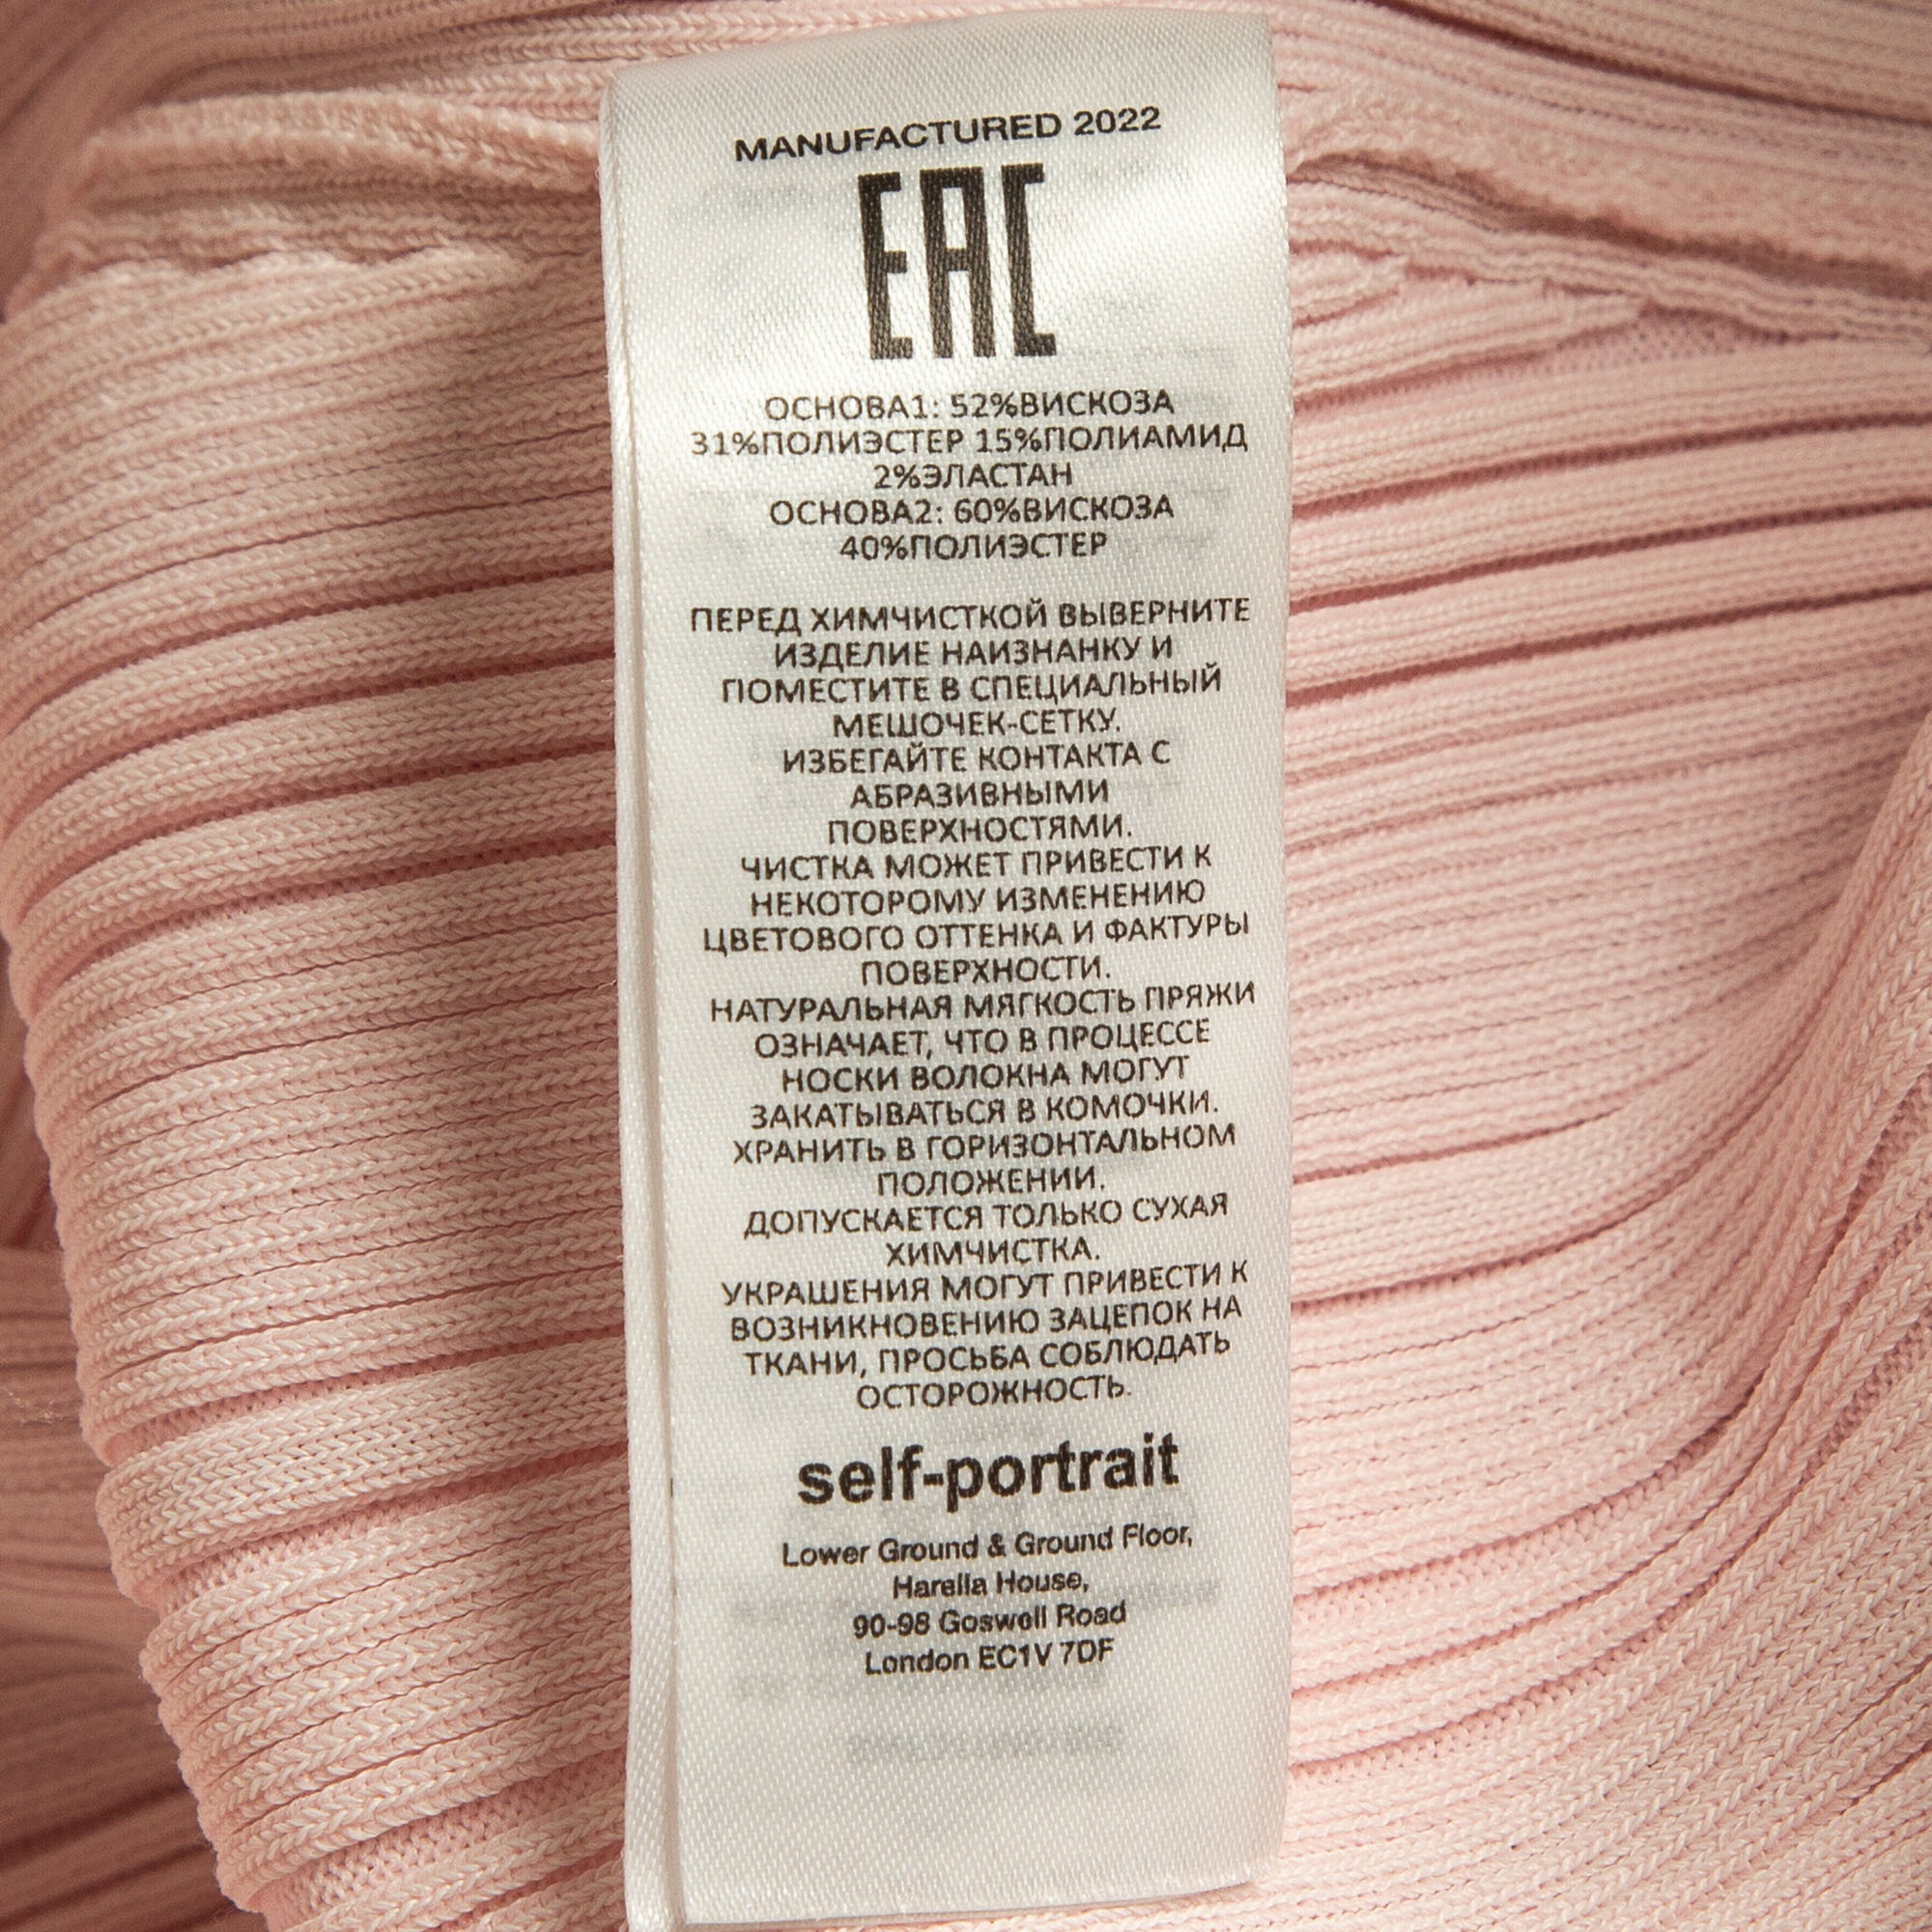 MANUFACTURED 2022
EAC
ОСНОВА1: 52%ВИСКОЗА
31%ПОЛИЭСТЕР 15%ПОЛИАМИД
2%ЭЛАСТАН
ОСНОВА2: 60%ВИСКОЗА
40%ПОЛИЭСТЕР
ПЕРЕД ХИМЧИСТКОЙ ВЫВЕРНИТЕ
ИЗДЕЛИЕ НАИЗНАНКУ И
ПОМЕСТИТЕ В СПЕЦИАЛЬНЫЙ
МЕШОЧЕК-СЕТКУ.
ИЗБЕГАЙТЕ КОНТАКТА С
АБРАЗИВНЫМИ
ПОВЕРХНОСТЯМИ.
ЧИСТКА МОЖЕТ ПРИВЕСТИ К
НЕКОТОРОМУ ИЗМЕНЕНИЮ
ЦВЕТОВОГО ОТТЕНКА И ФАКТУРЫ
ПОВЕРХНОСТИ.
НАТУРАЛЬНАЯ МЯГКОСТЬ ПРЯЖИ
ОЗНАЧАЕТ, ЧТО В ПРОЦЕССЕ
НОСКИ ВОЛОКНА МОГУТ
ЗАКАТЫВАТЬСЯ В КОМОЧКИ.
ХРАНИТЬ В ГОРИЗОНТАЛЬНОМ
ПОЛОЖЕНИИ.
ДОПУСКАЕТСЯ ТОЛЬКО СУХАЯ
ХИМЧИСТКА.
УКРАШЕНИЯ МОГУТ ПРИВЕСТИ К
ВОЗНИКНОВЕНИЮ ЗАЦЕПОК НА
ТКАНИ, ПРОСЬБА СОБЛЮДАТЬ
ОСТОРОЖНОСТЬ.
self-portrait
Lower Ground & Ground Floor,
Harella House,
90-98 Goswell Road
London EC1V 7DF